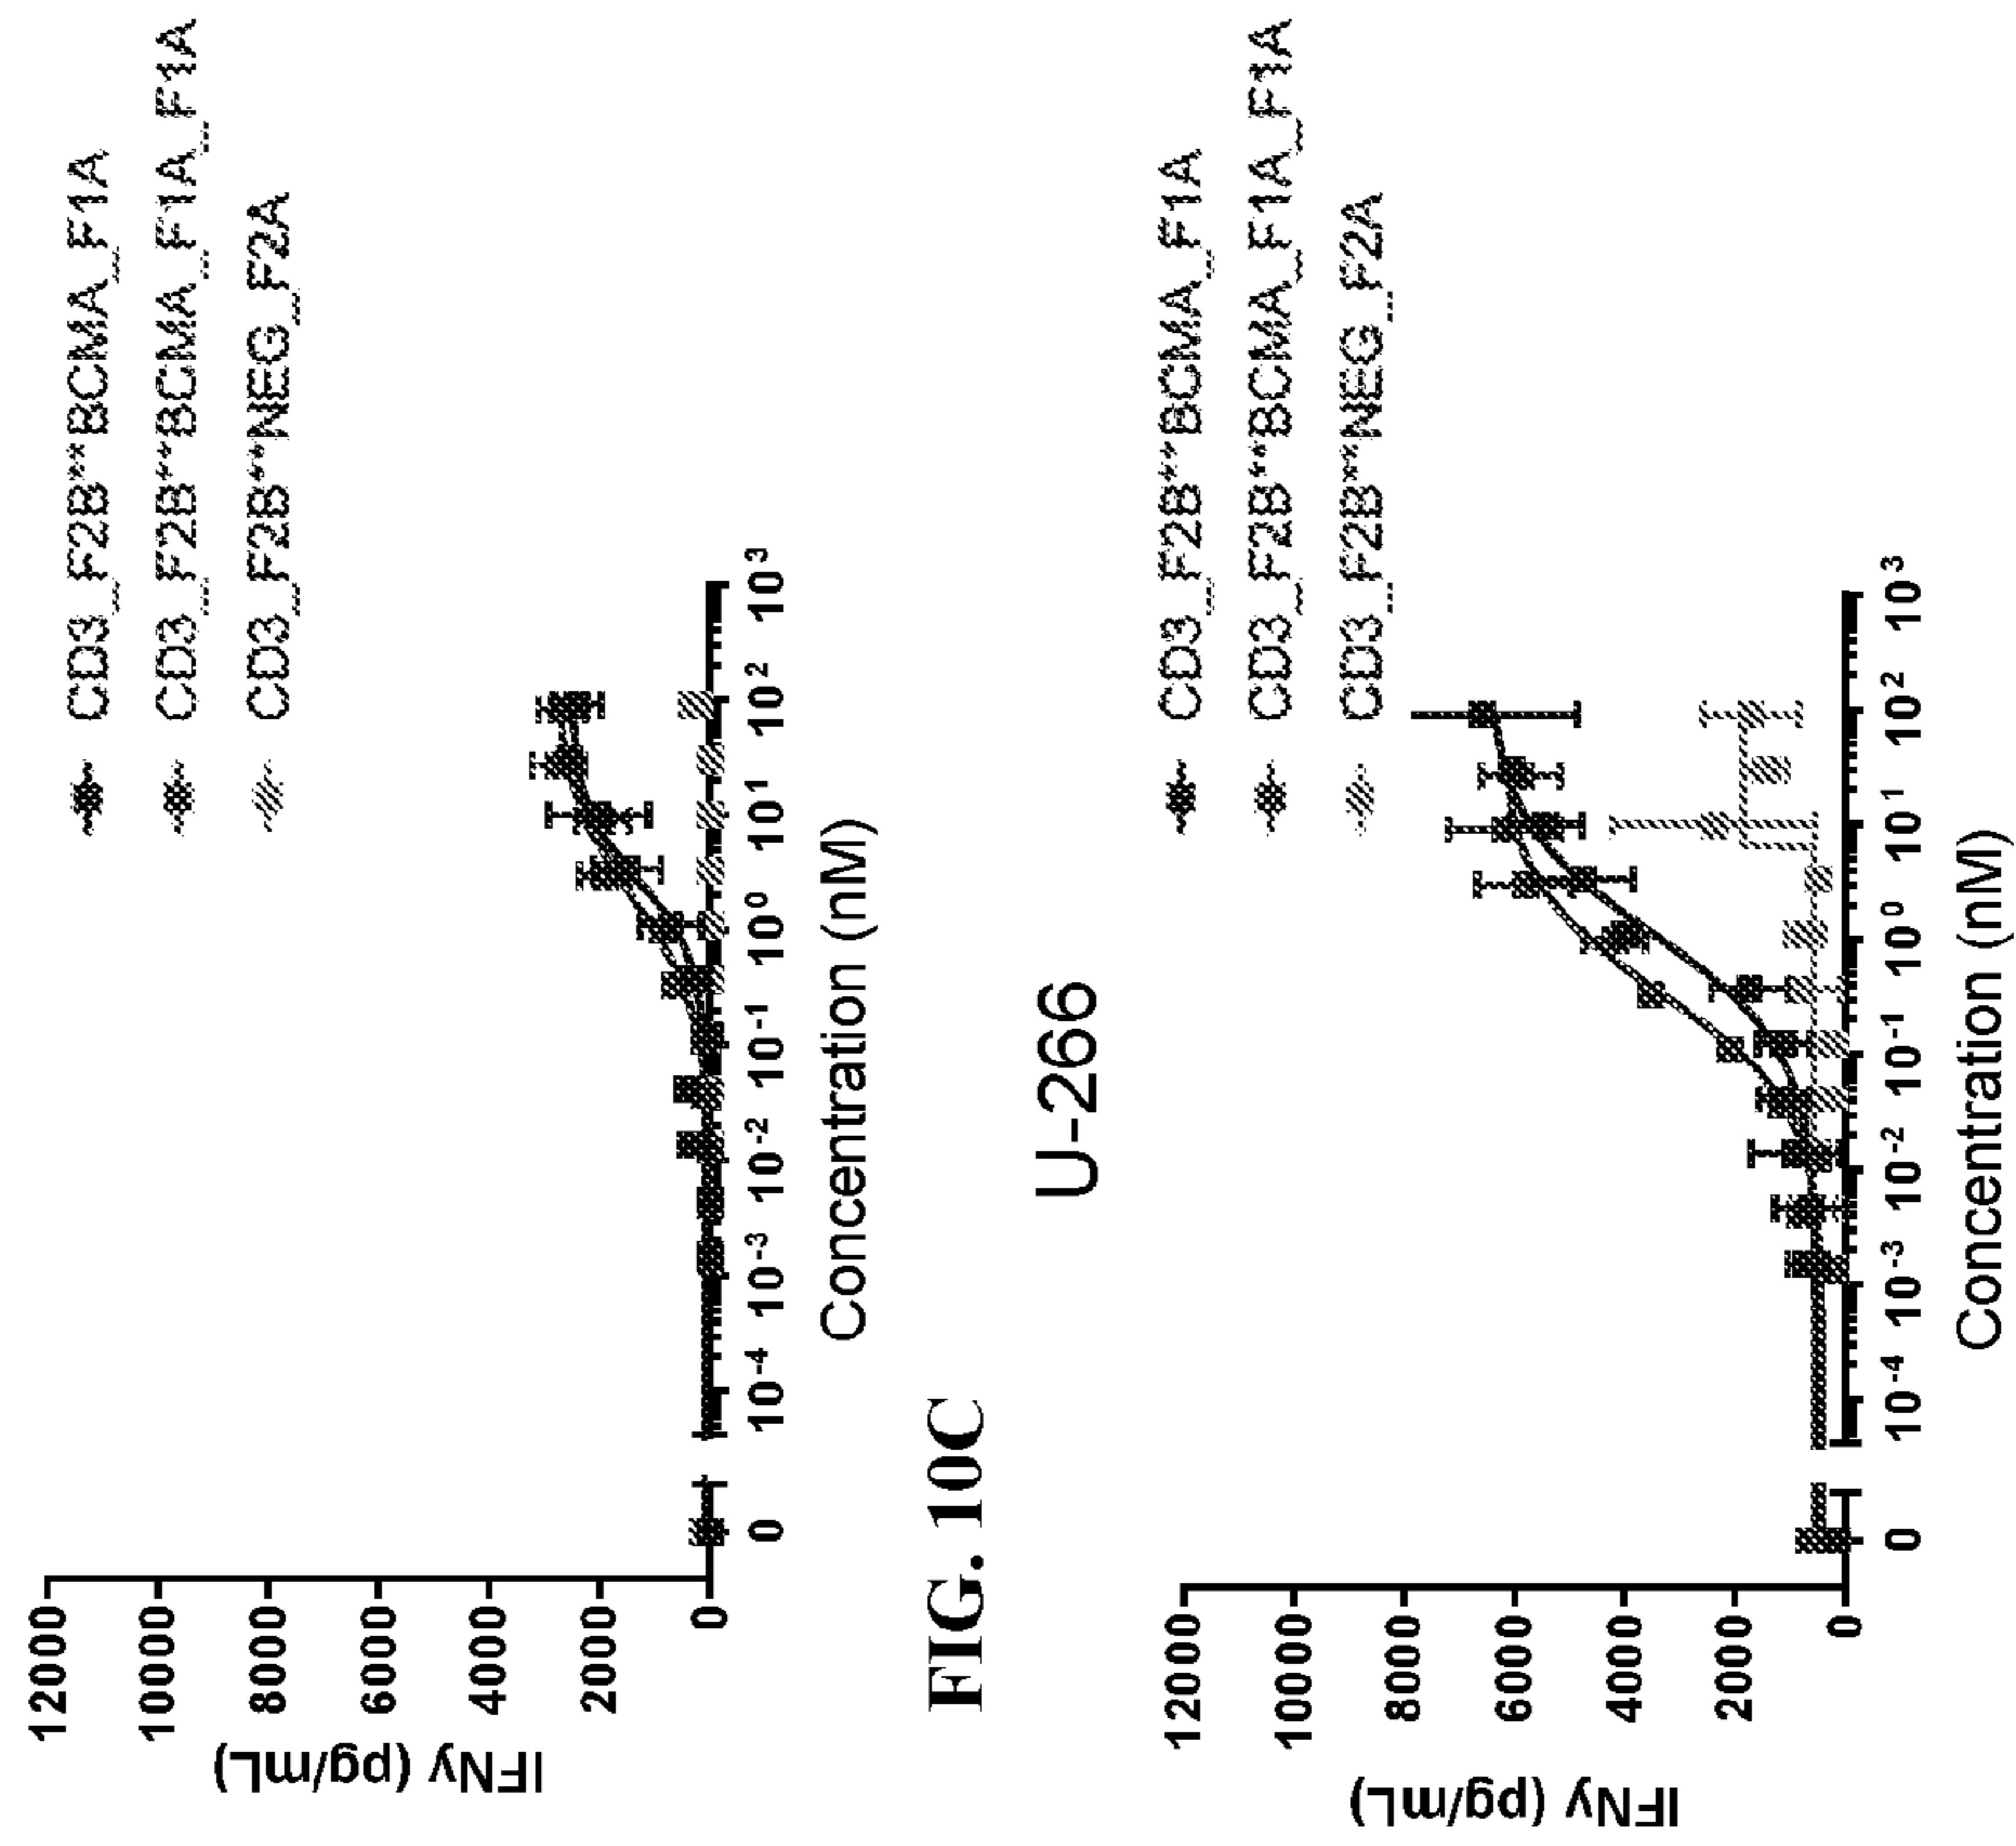 IFNγ (pg/mL)
12000
10000
8000
6000
4000
2000
0
CD3_F2B**BCMA_F1A
CD3_F2B**BCMA_F1A_F1A
CD3_F2B**NEG_F2A
0 10-4 10-3 10-2 10-1 100 101 102 103
Concentration (nM)
FIG. 10C
U-266
IFNγ (pg/mL)
12000
10000
8000
6000
4000
2000
0
CD3_F2B**BCMA_F1A
CD3_F2B**BCMA_F1A_F1A
CD3_F2B**NEG_F2A
0 10-4 10-3 10-2 10-1 100 101 102 103
Concentration (nM)